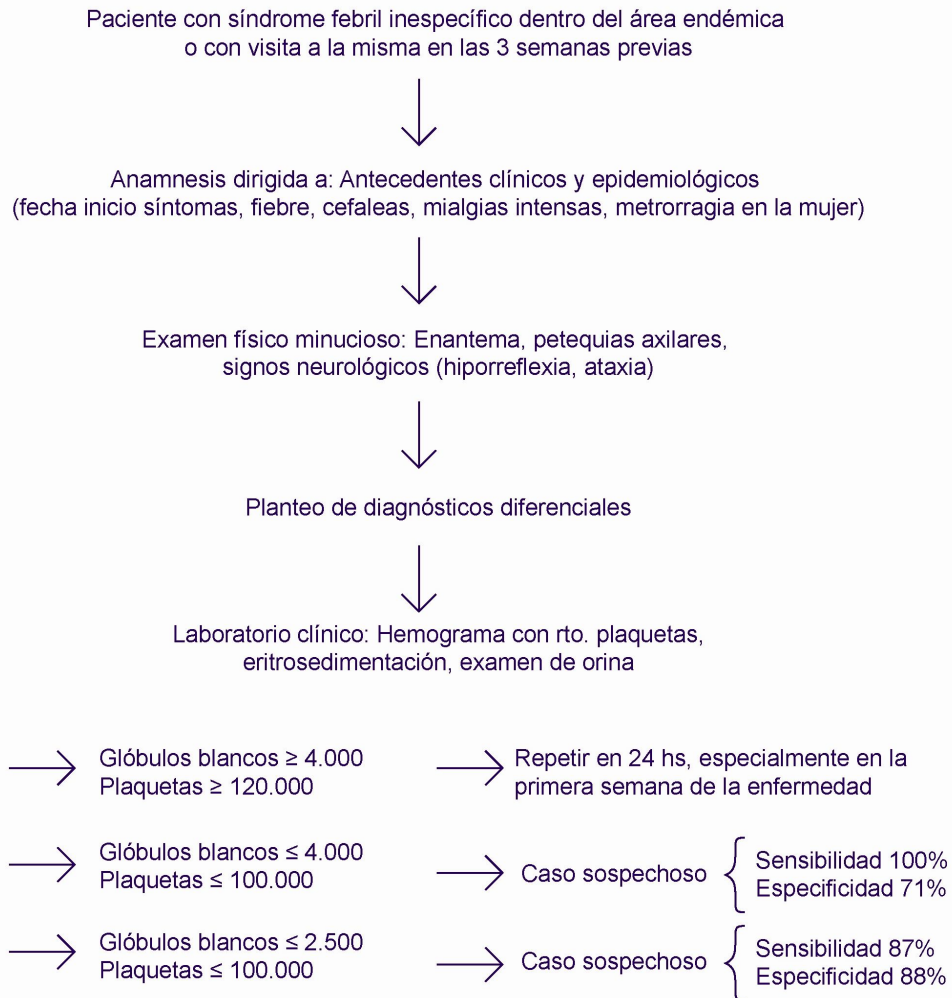 Paciente con síndrome febril inespecífico dentro del área endémica
o con visita a la misma en las 3 semanas previas
Anamnesis dirigida a: Antecedentes clínicos y epidemiológicos
(fecha inicio síntomas, fiebre, cefaleas, mialgias intensas, metrorragia en la mujer)
Examen físico minucioso: Enantema, petequias axilares,
signos neurológicos (hiporreflexia, ataxia)
Planteo de diagnósticos diferenciales
Laboratorio clínico: Hemograma con rto. plaquetas,
eritrosedimentación, examen de orina
Glóbulos blancos ≥ 4.000
Plaquetas ≥ 120.000
Repetir en 24 hs, especialmente en la
primera semana de la enfermedad
Glóbulos blancos ≤ 4.000
Plaquetas ≤ 100.000
Caso sospechoso
Sensibilidad 100%
Especificidad 71%
Glóbulos blancos ≤ 2.500
Plaquetas ≤ 100.000
Caso sospechoso
Sensibilidad 87%
Especificidad 88%